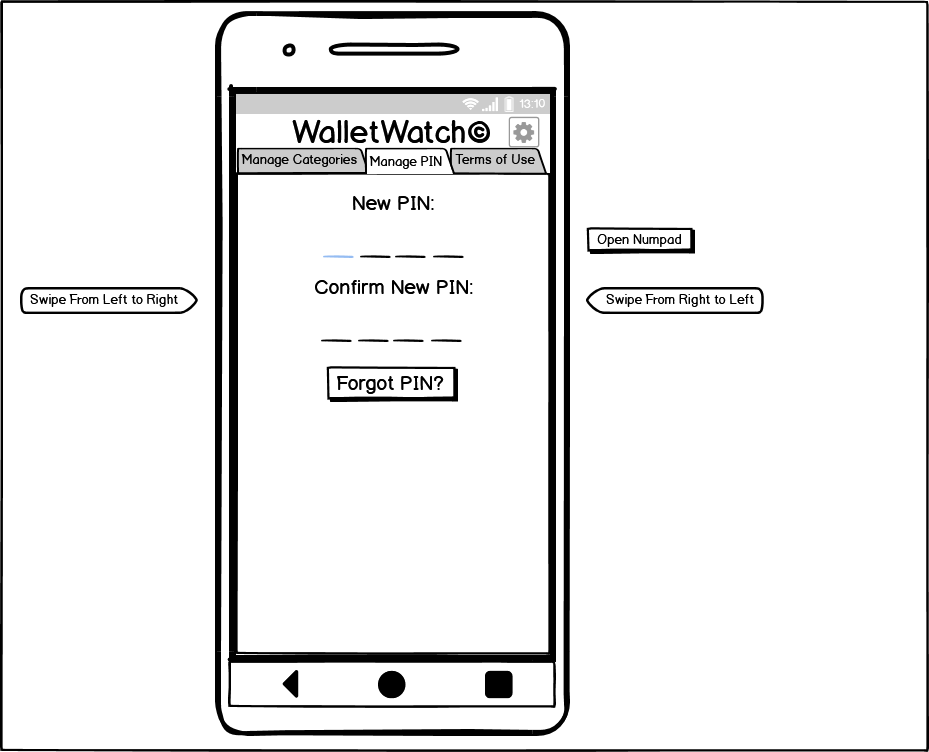 13:10
WalletWatch©
Manage Categories
Manage PIN
Terms of Use
New PIN:
Open Numpad
Confirm New PIN:
Swipe From Left to Right
Swipe From Right to Left
Forgot PIN?